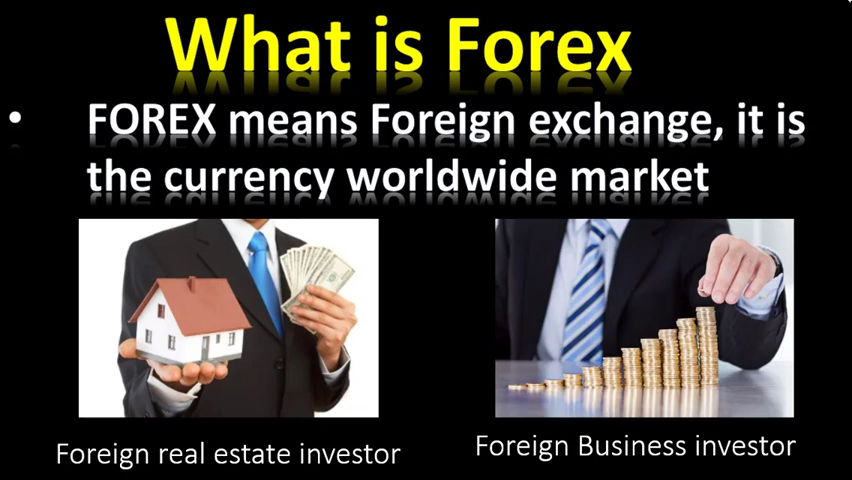 What is Forex
• FOREX means Foreign exchange, it is
the currency worldwide market
Foreign real estate investor
Foreign Business investor